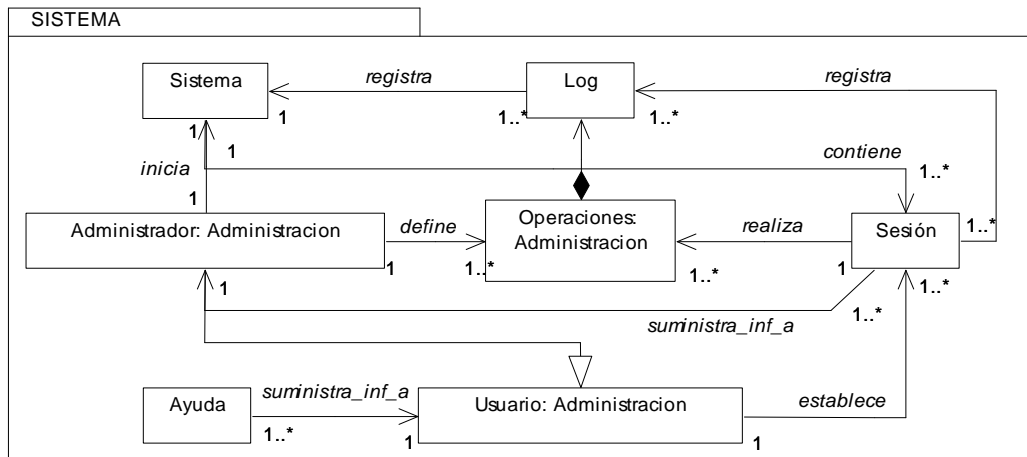 SISTEMA
Sistema
registra
Log
registra
1
1..*
1..*
1
1
inicia
contiene
1..*
1
Administrador: Administracion
define
Operaciones:
Administracion
realiza
Sesión
1..*
1
1..*
1..*
1
1
1..*
1..*
suministra_inf_a
Ayuda
suministra_inf_a
Usuario: Administracion
establece
1..*
1
1